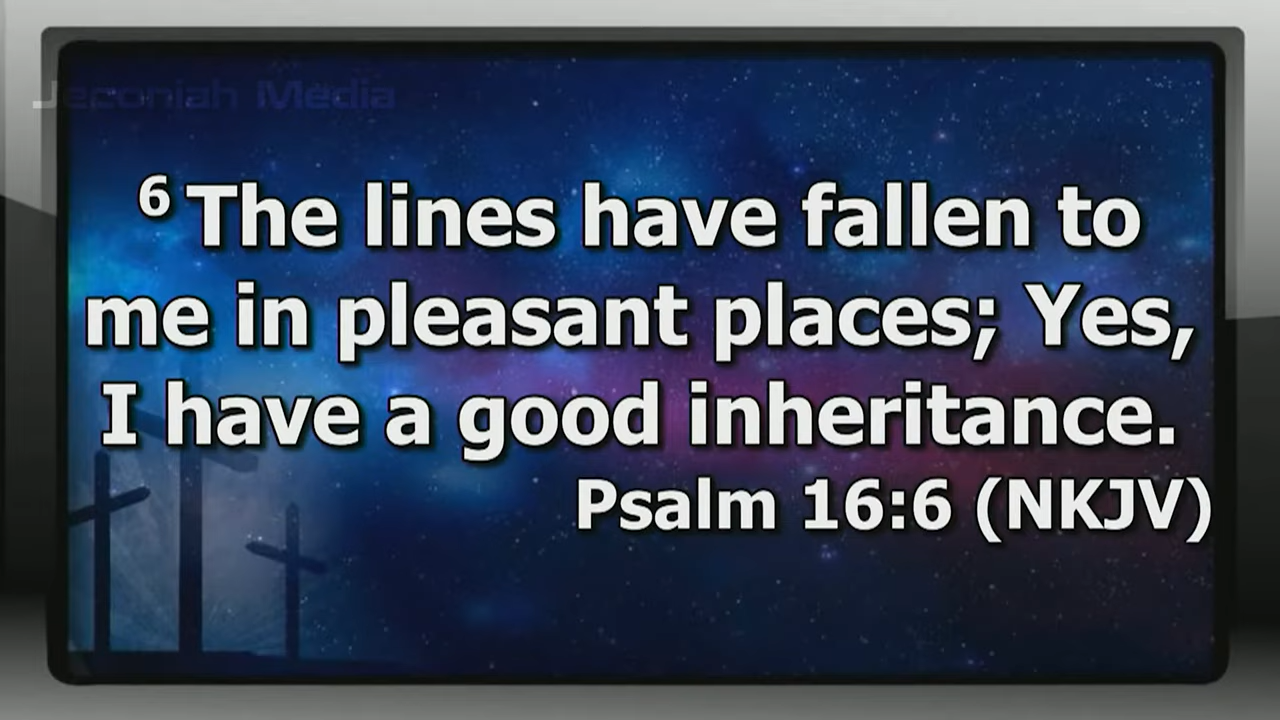 Jeconiah Media
6 The lines have fallen to
me in pleasant places; Yes,
I have a good inheritance.
Psalm 16:6 (NKJV)